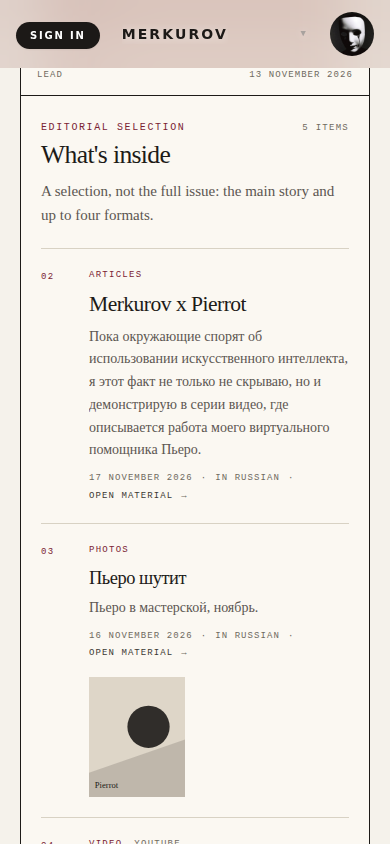 SIGN IN
MERKUROV
LEAD
13 NOVEMBER 2026
EDITORIAL SELECTION
5 ITEMS
What's inside
A selection, not the full issue: the main story and
up to four formats.
02
ARTICLES
Merkurov x Pierrot
Пока окружающие спорят об
использовании искусственного интеллекта,
я этот факт не только не скрываю, но и
демонстрирую в серии видео, где
описывается работа моего виртуального
помощника Пьеро.
17 NOVEMBER 2026 · IN RUSSIAN ·
OPEN MATERIAL →
03
PHOTOS
Пьеро шутит
Пьеро в мастерской, ноябрь.
16 NOVEMBER 2026 · IN RUSSIAN ·
OPEN MATERIAL →
Pierrot
04
VIDEO YOUTUBE